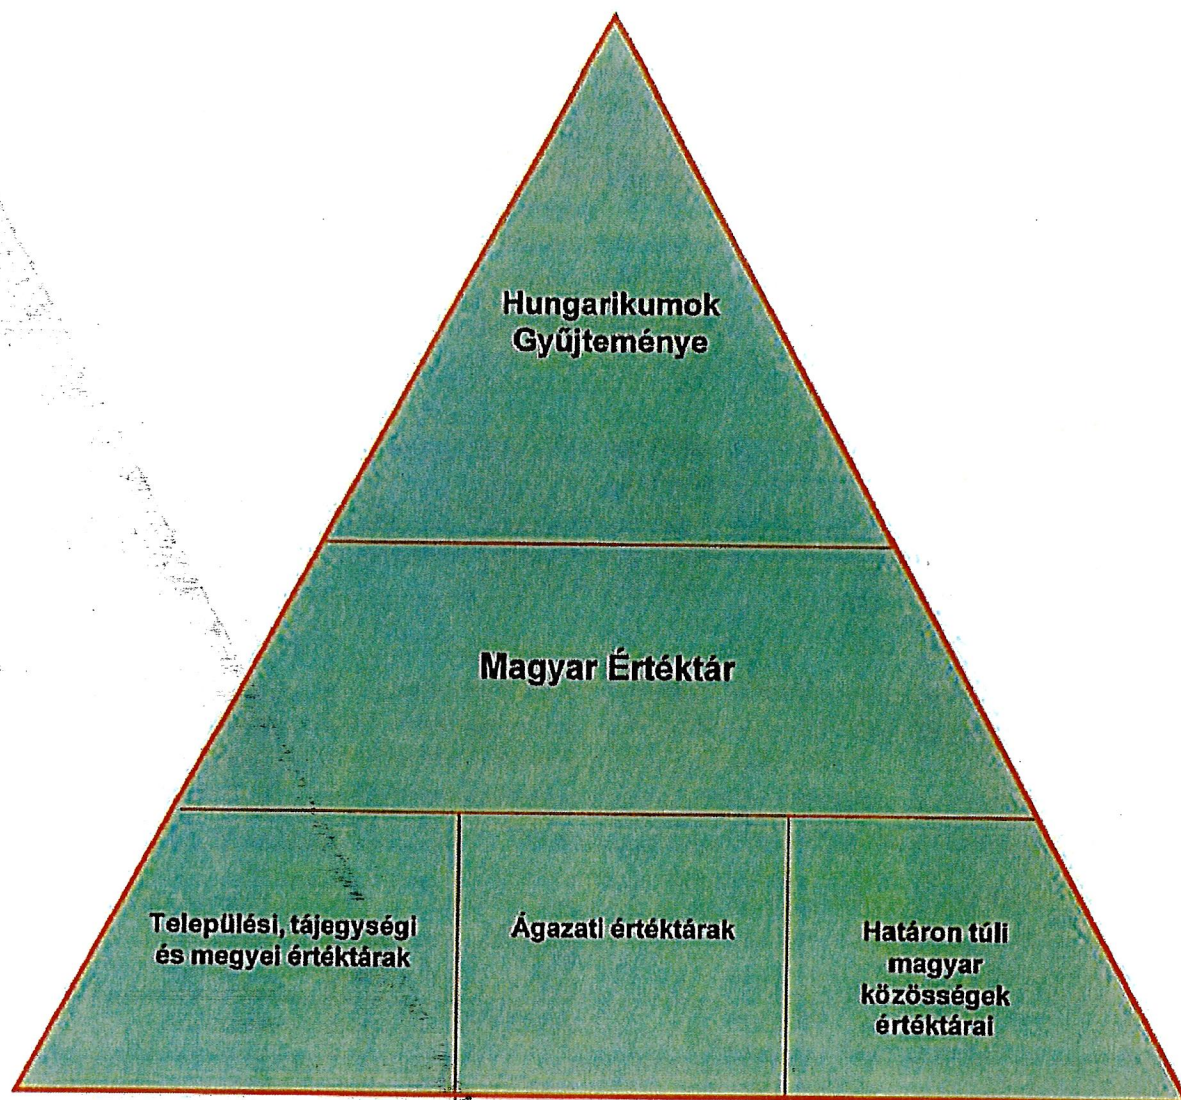 Hungarikumok
Gyűjteménye
Magyar Értéktár
Települési, tájegységi
és megyei értéktárak
Ágazati értéktárak
Határon túli
magyar
közösségek
értéktárai